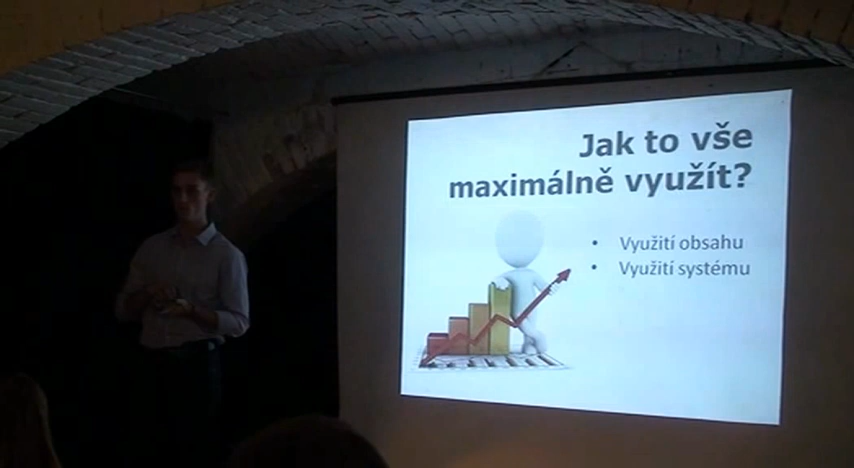 Jak to vše
maximálně využít?
• Využití obsahu
• Využití systému